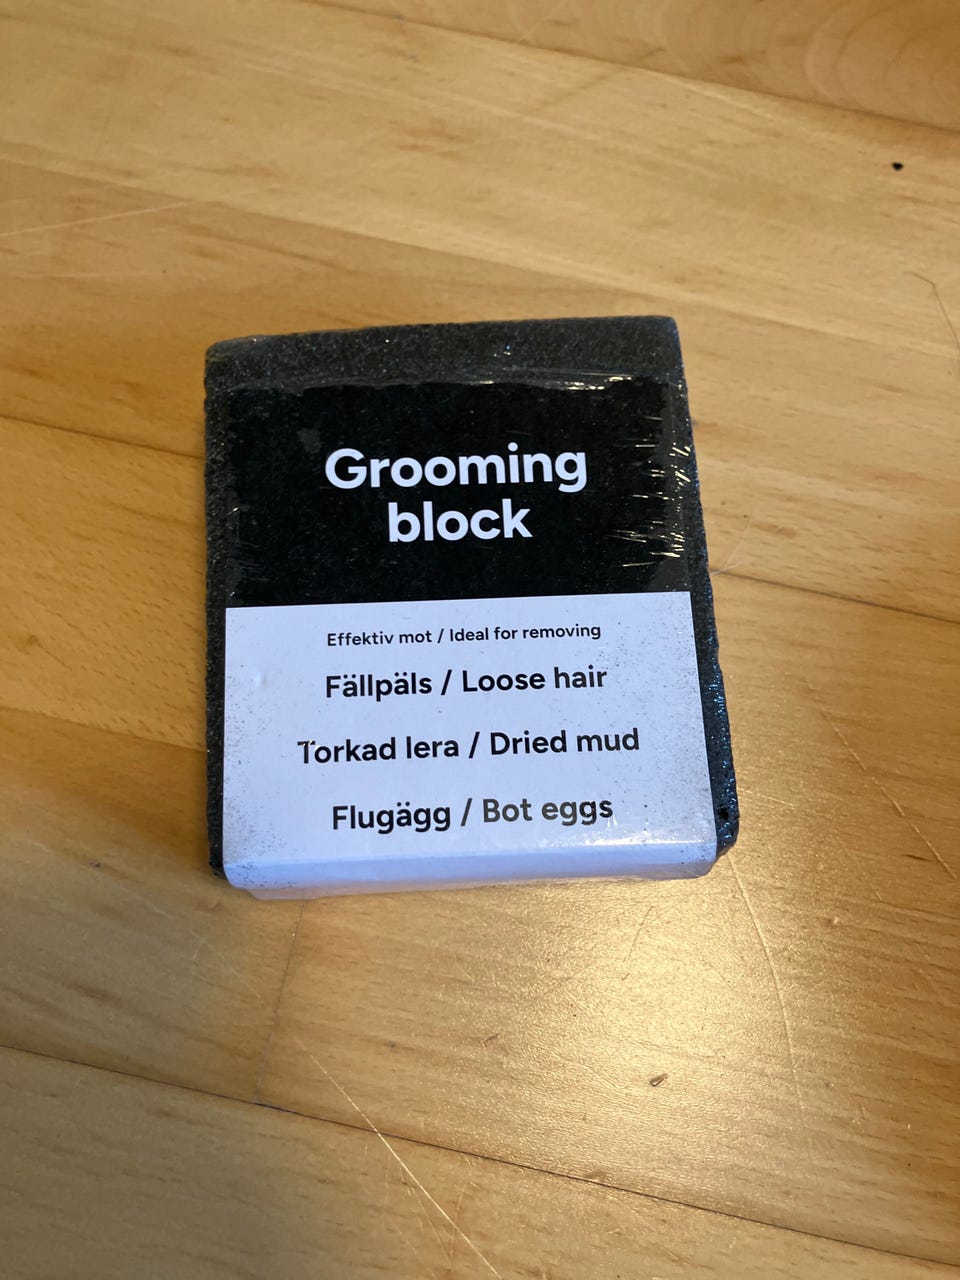 Grooming
block
Effektiv mot / Ideal for removing
Fällpäls / Loose hair
Torkad lera / Dried mud
Flugägg / Bot eggs